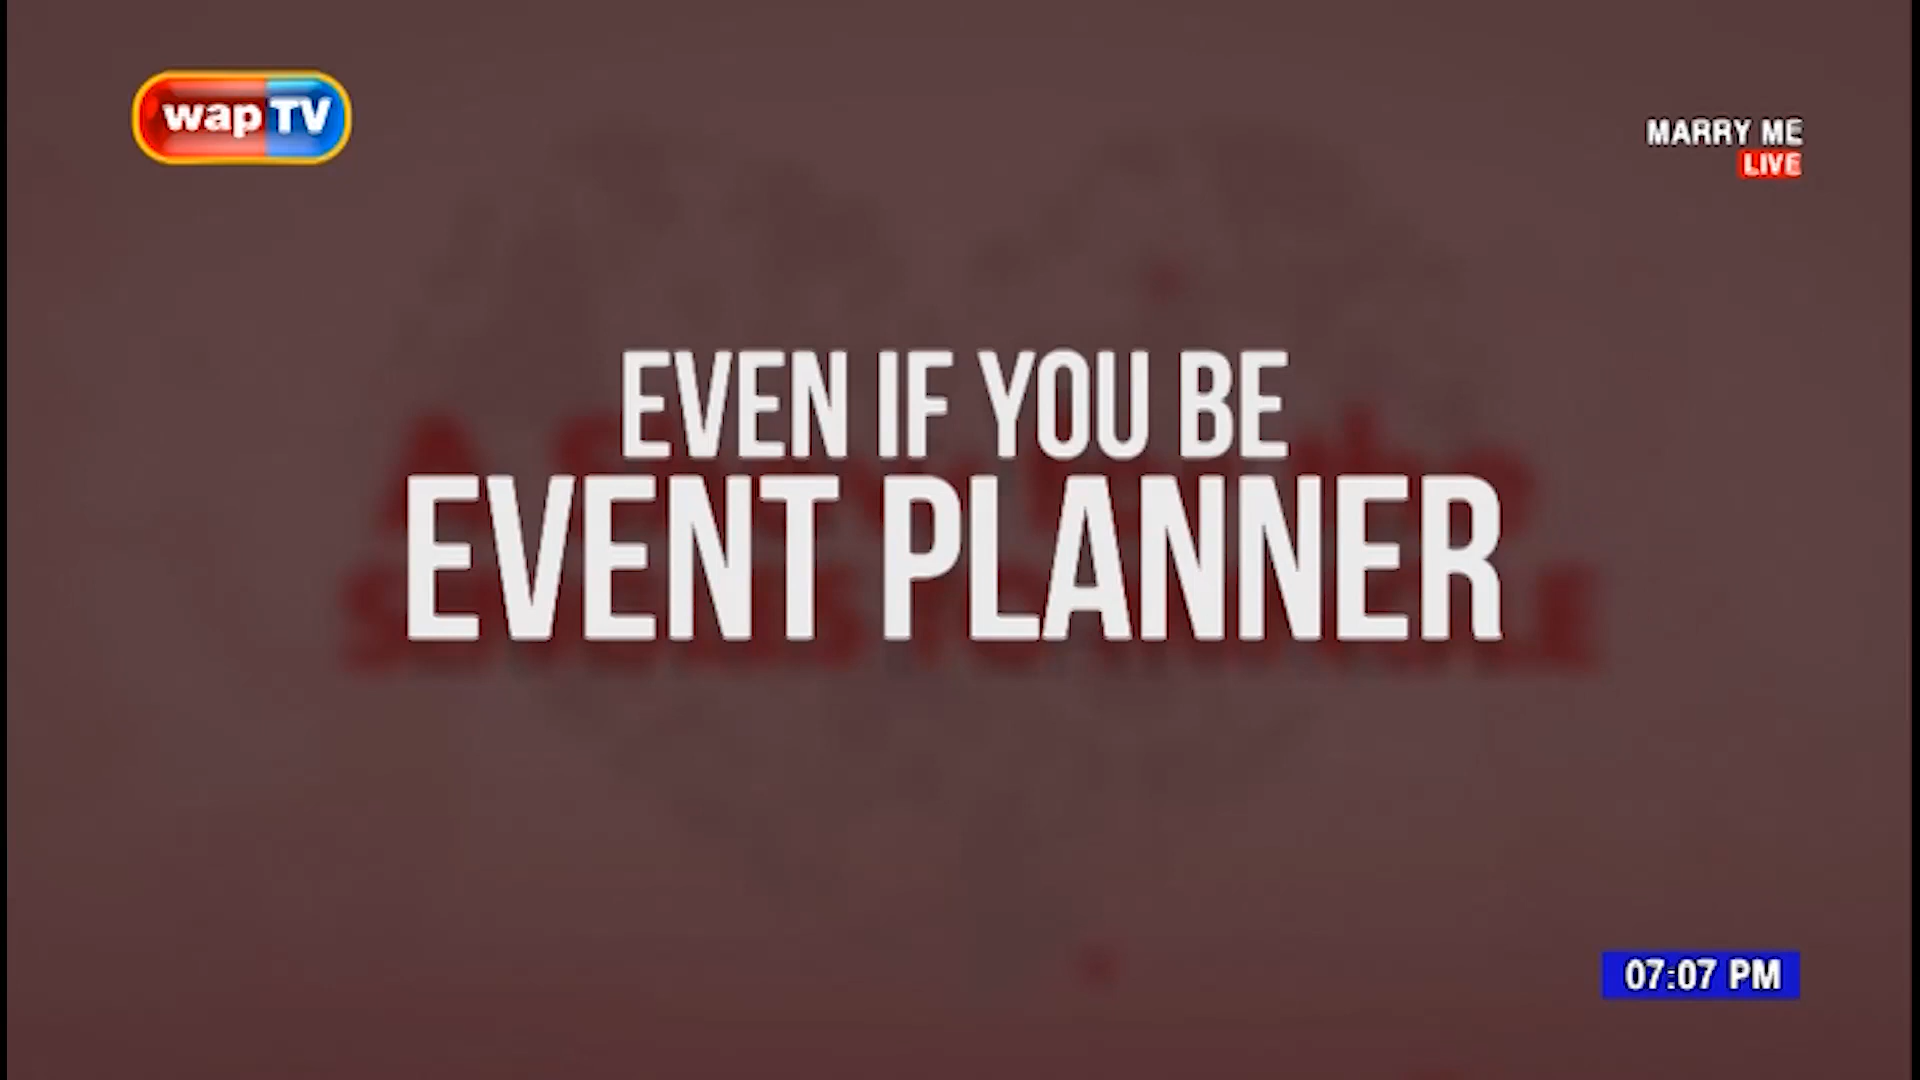 wapTV
MARRY ME
LIVE
EVEN IF YOU BE
EVENT PLANNER
07:07 PM